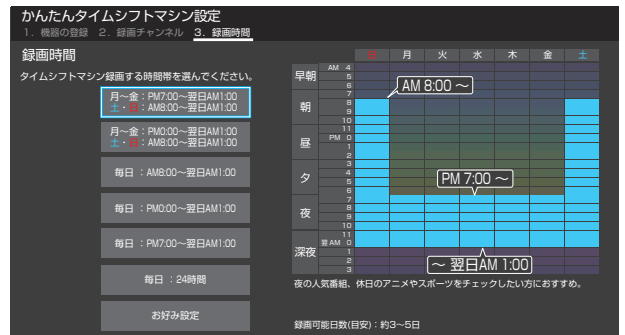 かんたんタイムシフトマシン設定
1. 機器の登録 2. 録画チャンネル 3. 録画時間
録画時間
タイムシフトマシン録画する時間帯を選んでください。
月～金：PM7:00～翌日AM1:00
土・日：AM8:00～翌日AM1:00
月～金：PM0:00～翌日AM1:00
土・日：AM8:00～翌日AM1:00
毎日 ：AM8:00～翌日AM1:00
毎日 ：PM0:00～翌日AM1:00
毎日 ：PM7:00～翌日AM1:00
毎日 ：24時間
お好み設定
日 月 火 水 木 金 土
早朝
AM 4
5
6
7
朝
8
9
10
11
昼
PM 0
1
2
3
夕
4
5
6
7
夜
8
9
10
11
深夜
翌AM 0
1
2
3
AM 8:00 ～
PM 7:00 ～
～ 翌日AM 1:00
夜の人気番組、休日のアニメやスポーツをチェックしたい方におすすめ。
録画可能日数(目安)：約3～5日